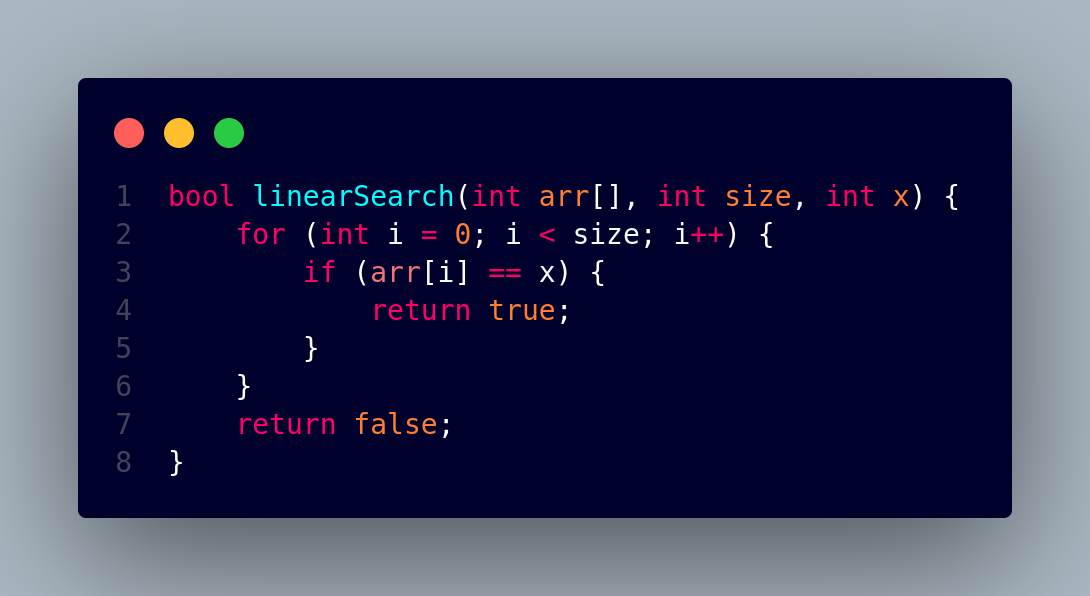 1 bool linearSearch(int arr[], int size, int x) {
2     for (int i = 0; i < size; i++) {
3         if (arr[i] == x) {
4             return true;
5         }
6     }
7     return false;
8 }